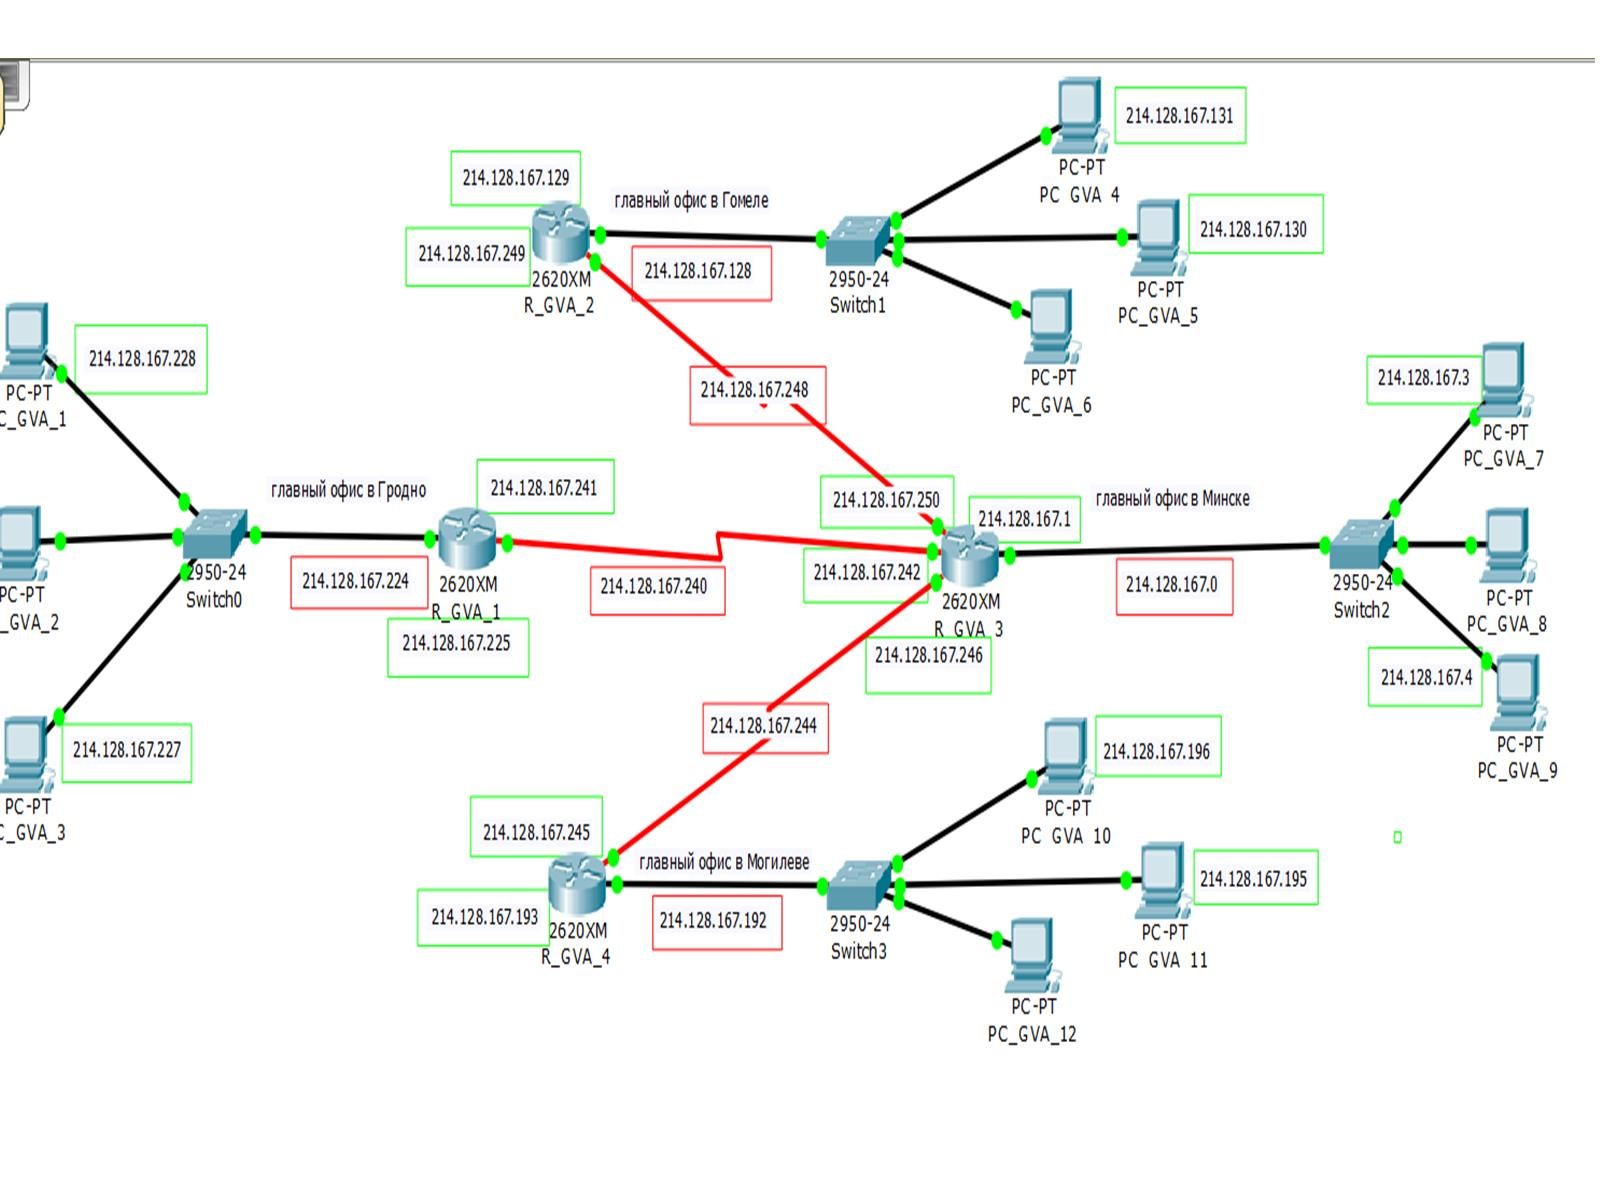 214.128.167.131
PC-PT
PC GVA 4
214.128.167.129
главный офис в Гомеле
214.128.167.130
214.128.167.249
214.128.167.128
2620XM
R_GVA_2
2950-24
Switch1
PC-PT
PC_GVA_5
PC-PT
PC_GVA_6
214.128.167.228
PC-PT
C_GVA_1
214.128.167.248
214.128.167.3
PC-PT
PC_GVA_7
главный офис в Гродно
214.128.167.241
214.128.167.250
214.128.167.1
главный офис в Минске
2950-24
Switch0
214.128.167.224
2620XM
R_GVA_1
214.128.167.225
214.128.167.240
214.128.167.242
2620XM
R GVA 3
214.128.167.246
214.128.167.0
2950-24
Switch2
PC-PT
PC_GVA_8
PC-PT
_GVA_2
214.128.167.4
PC-PT
PC_GVA_9
214.128.167.244
214.128.167.227
PC-PT
C_GVA_3
214.128.167.196
PC-PT
PC GVA 10
214.128.167.245
главный офис в Могилеве
214.128.167.195
214.128.167.193
2620XM
R_GVA_4
214.128.167.192
2950-24
Switch3
PC-PT
PC GVA 11
PC-PT
PC_GVA_12